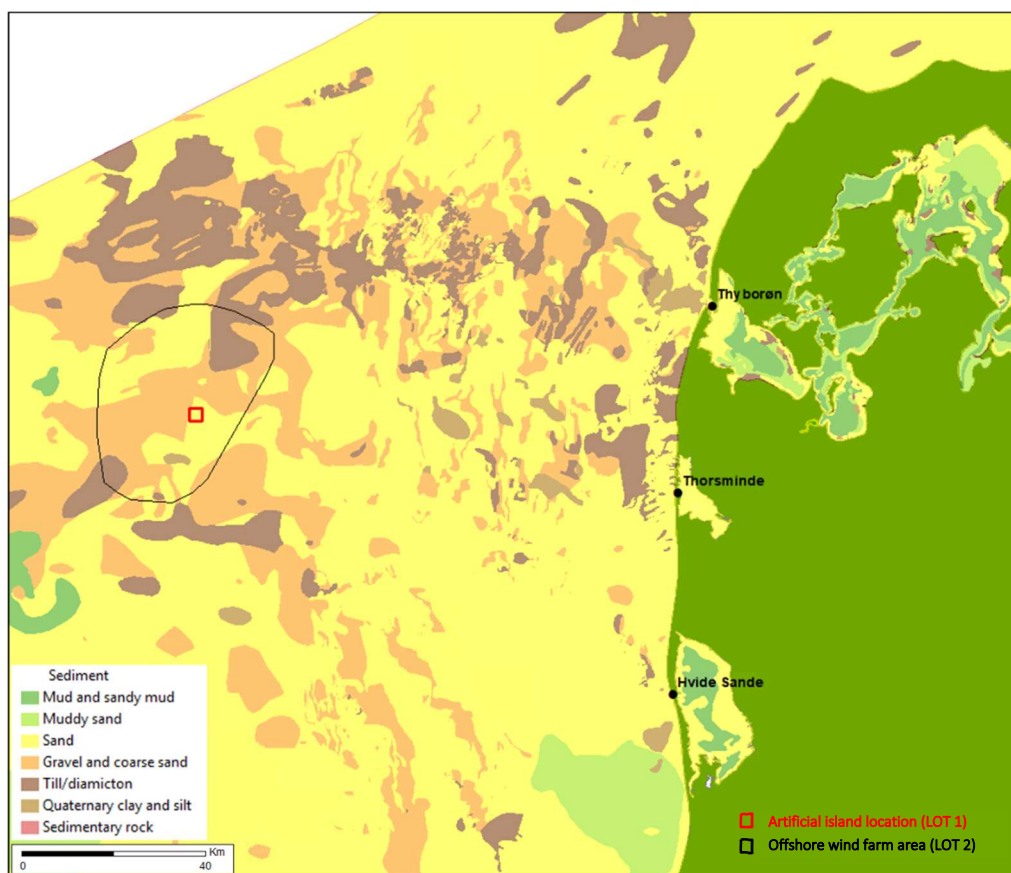 Thyborøn
Thorsminde
Hvide Sande
Sediment
Mud and sandy mud
Muddy sand
Sand
Gravel and coarse sand
Till/diamicton
Quaternary clay and silt
Sedimentary rock
Km
0 40
Artificial island location (LOT 1)
Offshore wind farm area (LOT 2)